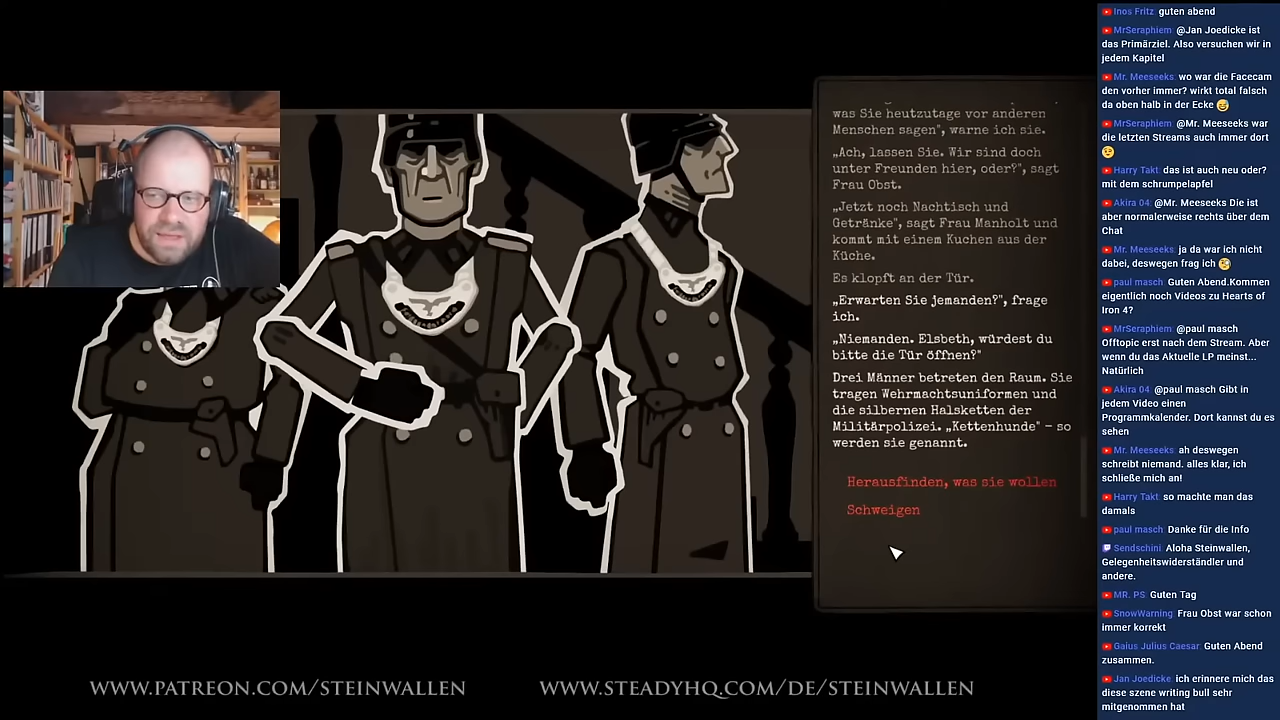 was Sie heutzutage vor anderen
Menschen sagen", warne ich sie.
„Ach, lassen Sie. Wir sind doch
unter Freunden hier, oder?", sagt
Frau Obst.
„Jetzt noch Nachtisch und
Getränke", sagt Frau Manholt und
kommt mit einem Kuchen aus der
Küche.
Es klopft an der Tür.
„Erwarten Sie jemanden?", frage
ich.
„Niemanden. Elsbeth, würdest du
bitte die Tür öffnen?"
Drei Männer betreten den Raum. Sie
tragen Wehrmachtsuniformen und
die silbernen Halsketten der
Militärpolizei. „Kettenhunde" – so
werden sie genannt.
Herausfinden, was sie wollen
Schweigen
WWW.PATREON.COM/STEINWALLEN
WWW.STEADYHQ.COM/DE/STEINWALLEN
Inos Fritz guten abend
MrSeraphiem @Jan Joedicke ist
das Primärziel. Also versuchen wir in
jedem Kapitel
Mr. Meeseeks wo war die Facecam
den vorher immer? wirkt total falsch
da oben halb in der Ecke 😅
MrSeraphiem @Mr. Meeseeks war
die letzten Streams auch immer dort
😉
Harry Takt das ist auch neu oder?
mit dem schrumpelapfel
Akira 04 @Mr. Meeseeks Die ist
aber normalerweise rechts über dem
Chat
Mr. Meeseeks ja da war ich nicht
dabei, deswegen frag ich 🧐
paul masch Guten Abend.Kommen
eigentlich noch Videos zu Hearts of
Iron 4?
MrSeraphiem @paul masch
Offtopic erst nach dem Stream. Aber
wenn du das Aktuelle LP meinst...
Natürlich
Akira 04 @paul masch Gibt in
jedem Video einen
Programmkalender. Dort kannst du es
sehen
Mr. Meeseeks ah deswegen
schreibt niemand. alles klar, ich
schließe mich an!
Harry Takt so machte man das
damals
paul masch Danke für die Info
Sendschini Aloha Steinwallen,
Gelegenheitswiderständler und
andere.
MR. PS Guten Tag
SnowWarning Frau Obst war schon
immer korrekt
Gaius Julius Caesar Guten Abend
zusammen.
Jan Joedicke ich erinnere mich das
diese szene writing bull sehr
mitgenommen hat